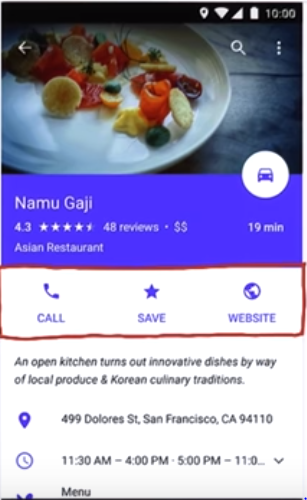 10:00
Namu Gaji
4.3 ★★★★⯪ 48 reviews • $$ 19 min
Asian Restaurant
CALL SAVE WEBSITE
An open kitchen turns out innovative dishes by way
of local produce & Korean culinary traditions.
499 Dolores St, San Francisco, CA 94110
11:30 AM – 4:00 PM · 5:00 PM – 11:0...
Menu